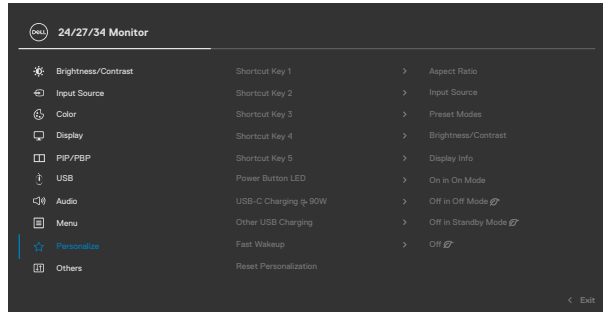 DELL 24/27/34 Monitor
Brightness/Contrast Shortcut Key 1 > Aspect Ratio
Input Source Shortcut Key 2 > Input Source
Color Shortcut Key 3 > Preset Modes
Display Shortcut Key 4 > Brightness/Contrast
PIP/PBP Shortcut Key 5 > Display Info
USB Power Button LED > On in On Mode
Audio USB-C Charging 90W > Off in Off Mode
Menu Other USB Charging > Off in Standby Mode
Personalize Fast Wakeup > Off
Others Reset Personalization
< Exit